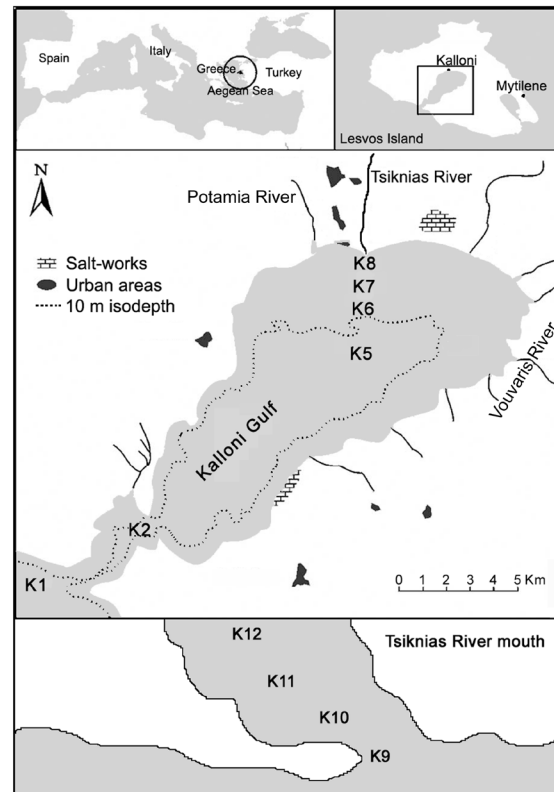 Spain
Italy
Greece
Turkey
Aegean Sea
Kalloni
Mytilene
Lesvos Island
N
Potamia River
Tsiknias River
Salt-works
Urban areas
10 m isodepth
K8
K7
K6
K5
Vouvaris River
Kalloni Gulf
K2
K1
0 1 2 3 4 5 Km
K12
Tsiknias River mouth
K11
K10
K9